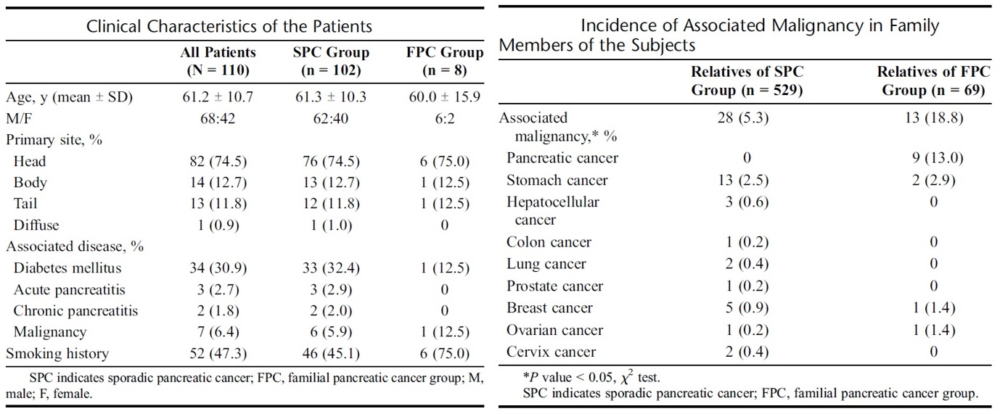 Clinical Characteristics of the Patients
All Patients (N = 110) SPC Group (n = 102) FPC Group (n = 8)
Age, y (mean ± SD) 61.2 ± 10.7 61.3 ± 10.3 60.0 ± 15.9
M/F 68:42 62:40 6:2
Primary site, %
Head 82 (74.5) 76 (74.5) 6 (75.0)
Body 14 (12.7) 13 (12.7) 1 (12.5)
Tail 13 (11.8) 12 (11.8) 1 (12.5)
Diffuse 1 (0.9) 1 (1.0) 0
Associated disease, %
Diabetes mellitus 34 (30.9) 33 (32.4) 1 (12.5)
Acute pancreatitis 3 (2.7) 3 (2.9) 0
Chronic pancreatitis 2 (1.8) 2 (2.0) 0
Malignancy 7 (6.4) 6 (5.9) 1 (12.5)
Smoking history 52 (47.3) 46 (45.1) 6 (75.0)
SPC indicates sporadic pancreatic cancer; FPC, familial pancreatic cancer group; M,
male; F, female.
Incidence of Associated Malignancy in Family
Members of the Subjects
Relatives of SPC Relatives of FPC
Group (n = 529) Group (n = 69)
Associated 28 (5.3) 13 (18.8)
malignancy,* %
Pancreatic cancer 0 9 (13.0)
Stomach cancer 13 (2.5) 2 (2.9)
Hepatocellular 3 (0.6) 0
cancer
Colon cancer 1 (0.2) 0
Lung cancer 2 (0.4) 0
Prostate cancer 1 (0.2) 0
Breast cancer 5 (0.9) 1 (1.4)
Ovarian cancer 1 (0.2) 1 (1.4)
Cervix cancer 2 (0.4) 0
*P value < 0.05, χ² test.
SPC indicates sporadic pancreatic cancer; FPC, familial pancreatic cancer group.